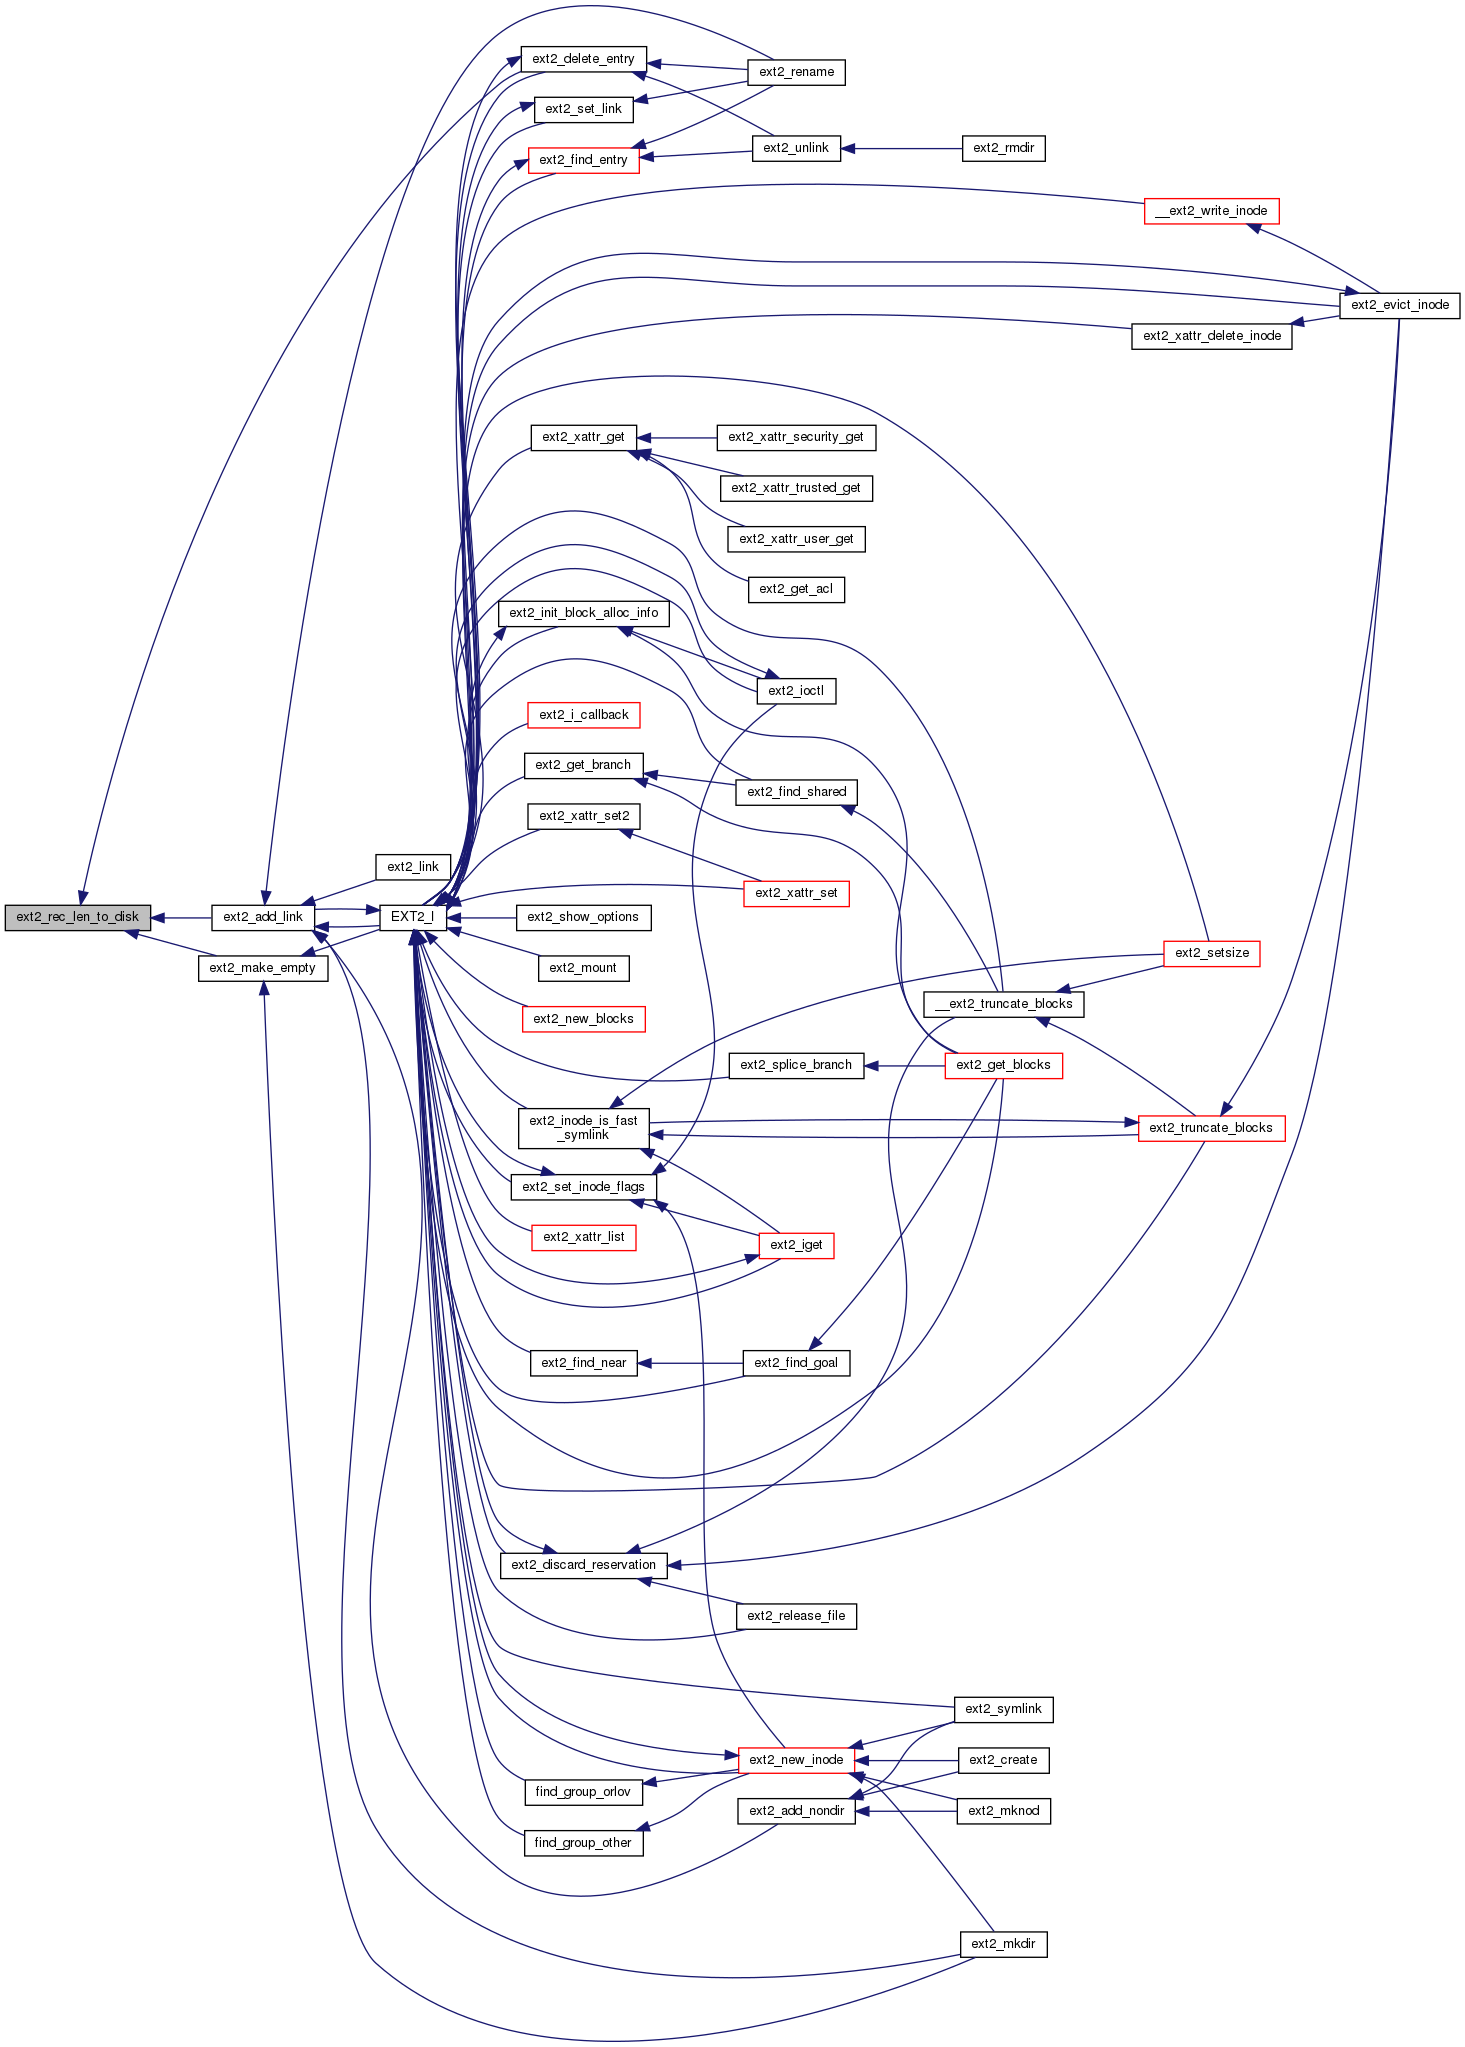 ext2_delete_entry
ext2_rename
ext2_set_link
ext2_unlink
ext2_rmdir
ext2_find_entry
__ext2_write_inode
ext2_evict_inode
ext2_xattr_delete_inode
ext2_xattr_get
ext2_xattr_security_get
ext2_xattr_trusted_get
ext2_xattr_user_get
ext2_get_acl
ext2_init_block_alloc_info
ext2_ioctl
ext2_i_callback
ext2_get_branch
ext2_find_shared
ext2_xattr_set2
ext2_link
ext2_xattr_set
ext2_rec_len_to_disk
ext2_add_link
EXT2_I
ext2_show_options
ext2_setsize
ext2_make_empty
ext2_mount
__ext2_truncate_blocks
ext2_new_blocks
ext2_splice_branch
ext2_get_blocks
ext2_inode_is_fast
_symlink
ext2_truncate_blocks
ext2_set_inode_flags
ext2_xattr_list
ext2_iget
ext2_find_near
ext2_find_goal
ext2_discard_reservation
ext2_release_file
ext2_symlink
ext2_new_inode
ext2_create
find_group_orlov
ext2_add_nondir
ext2_mknod
find_group_other
ext2_mkdir